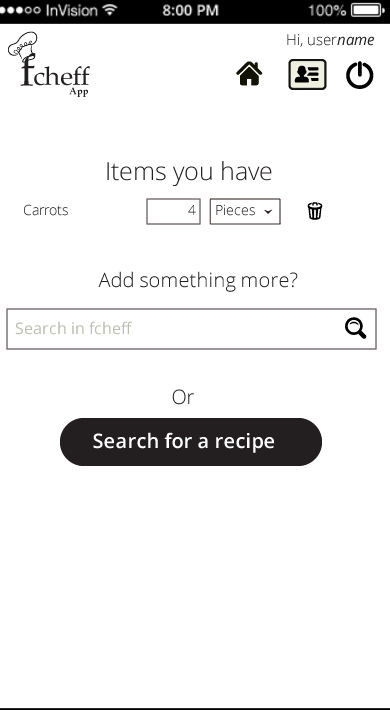 InVision 8:00 PM 100%
Hi, username
fcheff
App
Items you have
Carrots 4 Pieces
Add something more?
Search in fcheff
Or
Search for a recipe